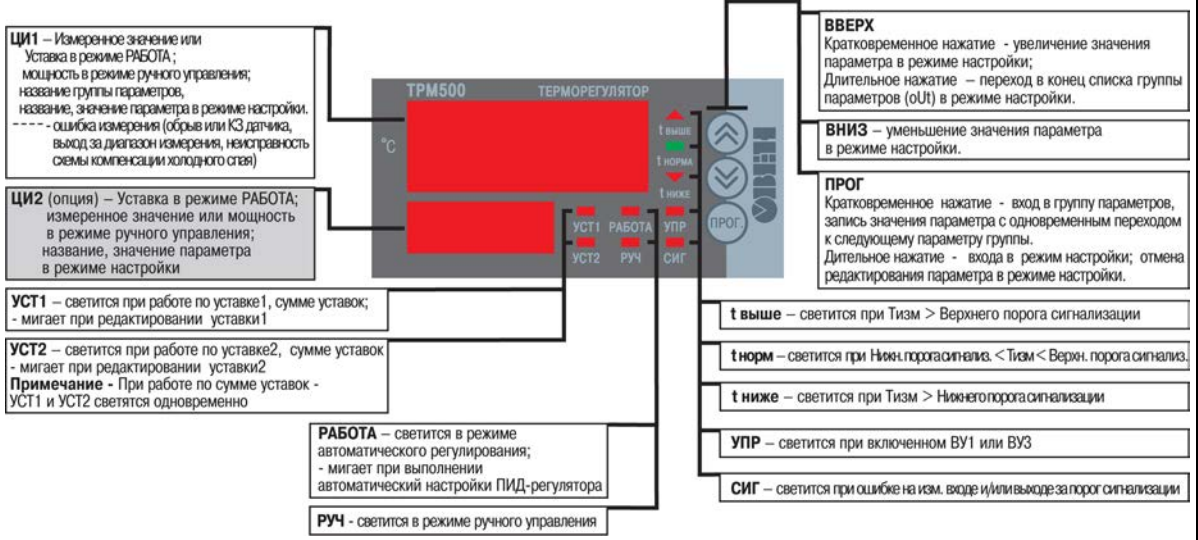 ЦИ1 – Измеренное значение или
Уставка в режиме РАБОТА ;
мощность в режиме ручного управления;
название группы параметров,
название, значение параметра в режиме настройки.
---- - ошибка измерения (обрыв или КЗ датчика,
выход за диапазон измерения, неисправность
схемы компенсации холодного спая)
ЦИ2 (опция) – Уставка в режиме РАБОТА;
измеренное значение или мощность
в режиме ручного управления;
название, значение параметра
в режиме настройки
УСТ1 – светится при работе по уставке1, сумме уставок;
- мигает при редактировании уставки1
УСТ2 – светится при работе по уставке2, сумме уставок
- мигает при редактировании уставки2
Примечание - При работе по сумме уставок -
УСТ1 и УСТ2 светятся одновременно
РАБОТА – светится в режиме
автоматического регулирования;
- мигает при выполнении
автоматический настройки ПИД-регулятора
РУЧ - светится в режиме ручного управления
ТРМ500 ТЕРМОРЕГУЛЯТОР
°C
t выше
t норма
t ниже
УСТ1 РАБОТА УПР
УСТ2 РУЧ СИГ
ПРОГ.
ОВЕН
ВВЕРХ
Кратковременное нажатие - увеличение значения
параметра в режиме настройки;
Длительное нажатие – переход в конец списка группы
параметров (oUt) в режиме настройки.
ВНИЗ – уменьшение значения параметра
в режиме настройки.
ПРОГ
Кратковременное нажатие - вход в группу параметров,
запись значения параметра с одновременным переходом
к следующему параметру группы.
Дительное нажатие - входа в режим настройки; отмена
редактирования параметра в режиме настройки.
t выше – светится при Тизм > Верхнего порога сигнализации
t норм – светится при Нижн. порога сигнализ. < Тизм < Верхн. порога сигнализ.
t ниже – светится при Тизм > Нижнего порога сигнализации
УПР – светится при включенном ВУ1 или ВУ3
СИГ – светится при ошибке на изм. входе и/или выходе за порог сигнализации